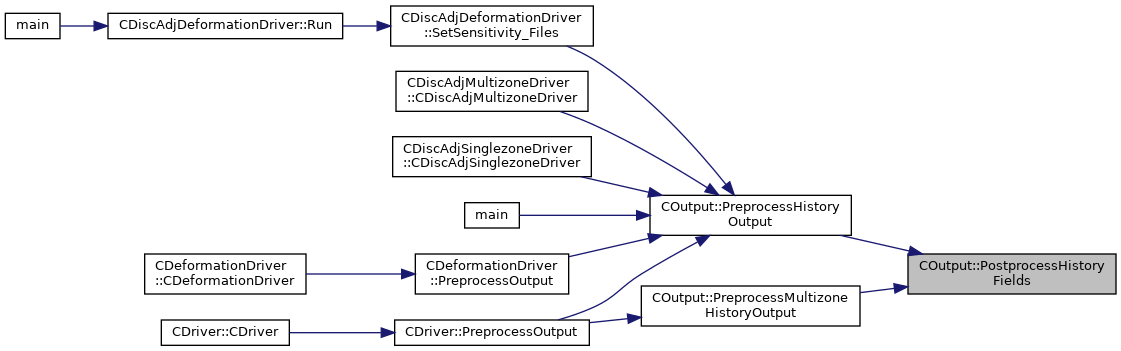 main
CDiscAdjDeformationDriver::Run
CDiscAdjDeformationDriver
::SetSensitivity_Files
CDiscAdjMultizoneDriver
::CDiscAdjMultizoneDriver
CDiscAdjSinglezoneDriver
::CDiscAdjSinglezoneDriver
main
COutput::PreprocessHistory
Output
CDeformationDriver
::CDeformationDriver
CDeformationDriver
::PreprocessOutput
COutput::PostprocessHistory
Fields
COutput::PreprocessMultizone
HistoryOutput
CDriver::CDriver
CDriver::PreprocessOutput